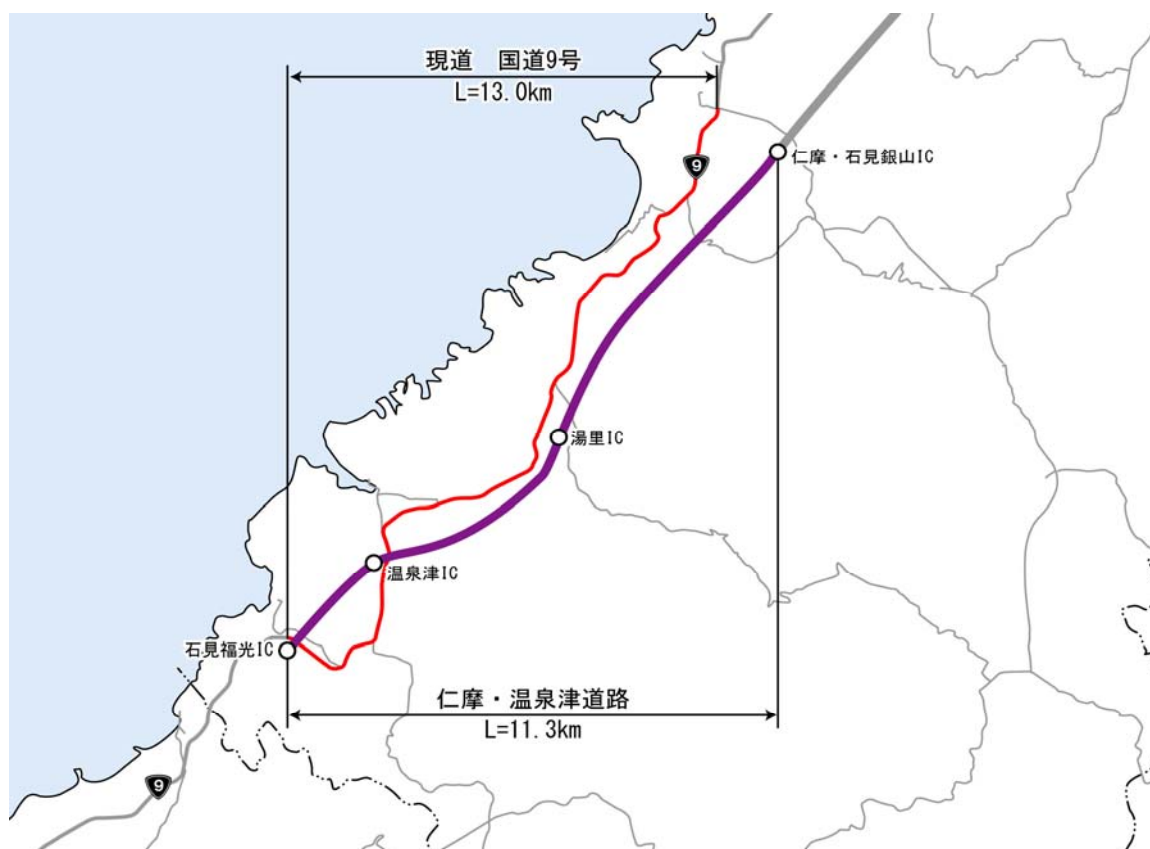 現道 国道9号
L=13.0km
9
仁摩・石見銀山IC
湯里IC
温泉津IC
石見福光IC
仁摩・温泉津道路
L=11.3km
9